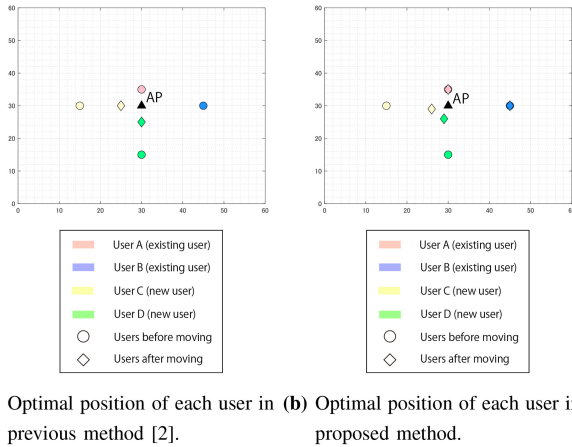 60
50
40
30
20
10
0
0 10 20 30 40 50 60
AP
User A (existing user)
User B (existing user)
User C (new user)
User D (new user)
Users before moving
Users after moving
60
50
40
30
20
10
0
0 10 20 30 40 50 60
AP
User A (existing user)
User B (existing user)
User C (new user)
User D (new user)
Users before moving
Users after moving
Optimal position of each user in
previous method [2].
(b) Optimal position of each user i
proposed method.